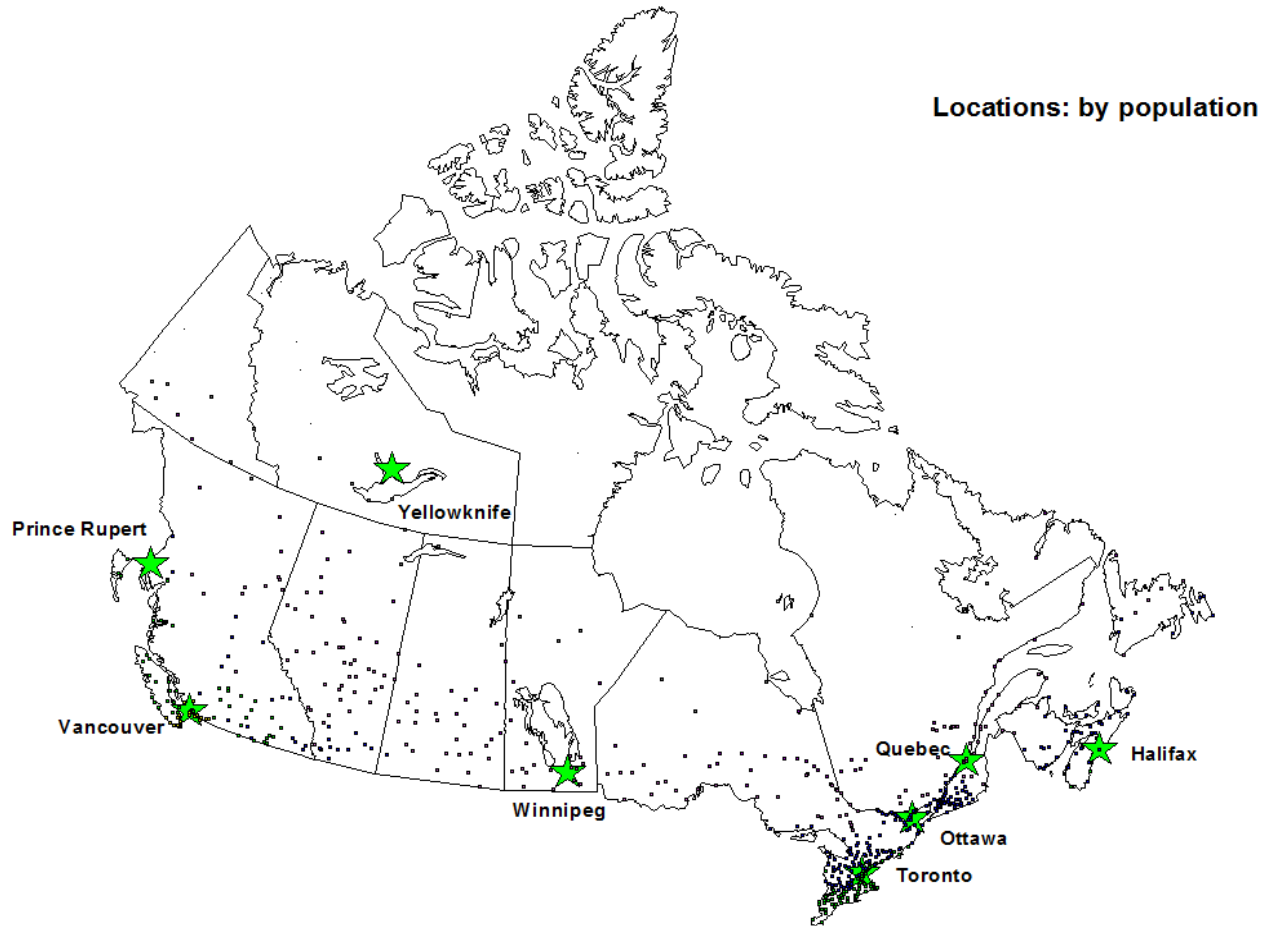 Locations: by population
Yellowknife
Prince Rupert
Vancouver
Quebec
Halifax
Winnipeg
Ottawa
Toronto